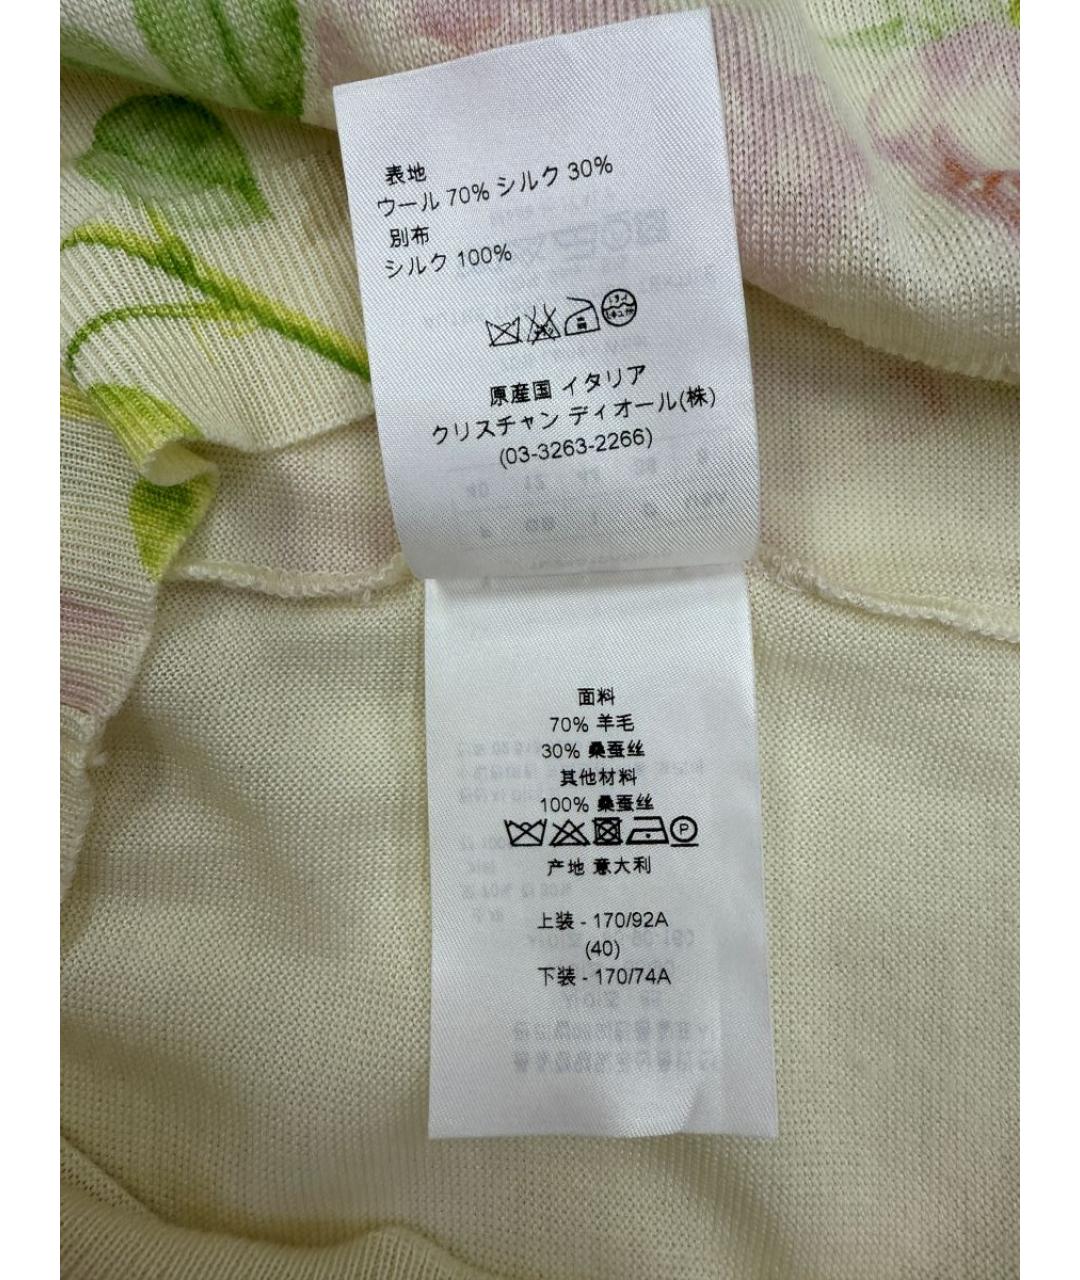 表地
ウール 70% シルク 30%
別布
シルク 100%
ドライ
原産国 イタリア
クリスチャン ディオール(株)
(03-3263-2266)
面料
70% 羊毛
30% 桑蚕丝
其他材料
100% 桑蚕丝
P
产地 意大利
上装 - 170/92A
(40)
下装 - 170/74A